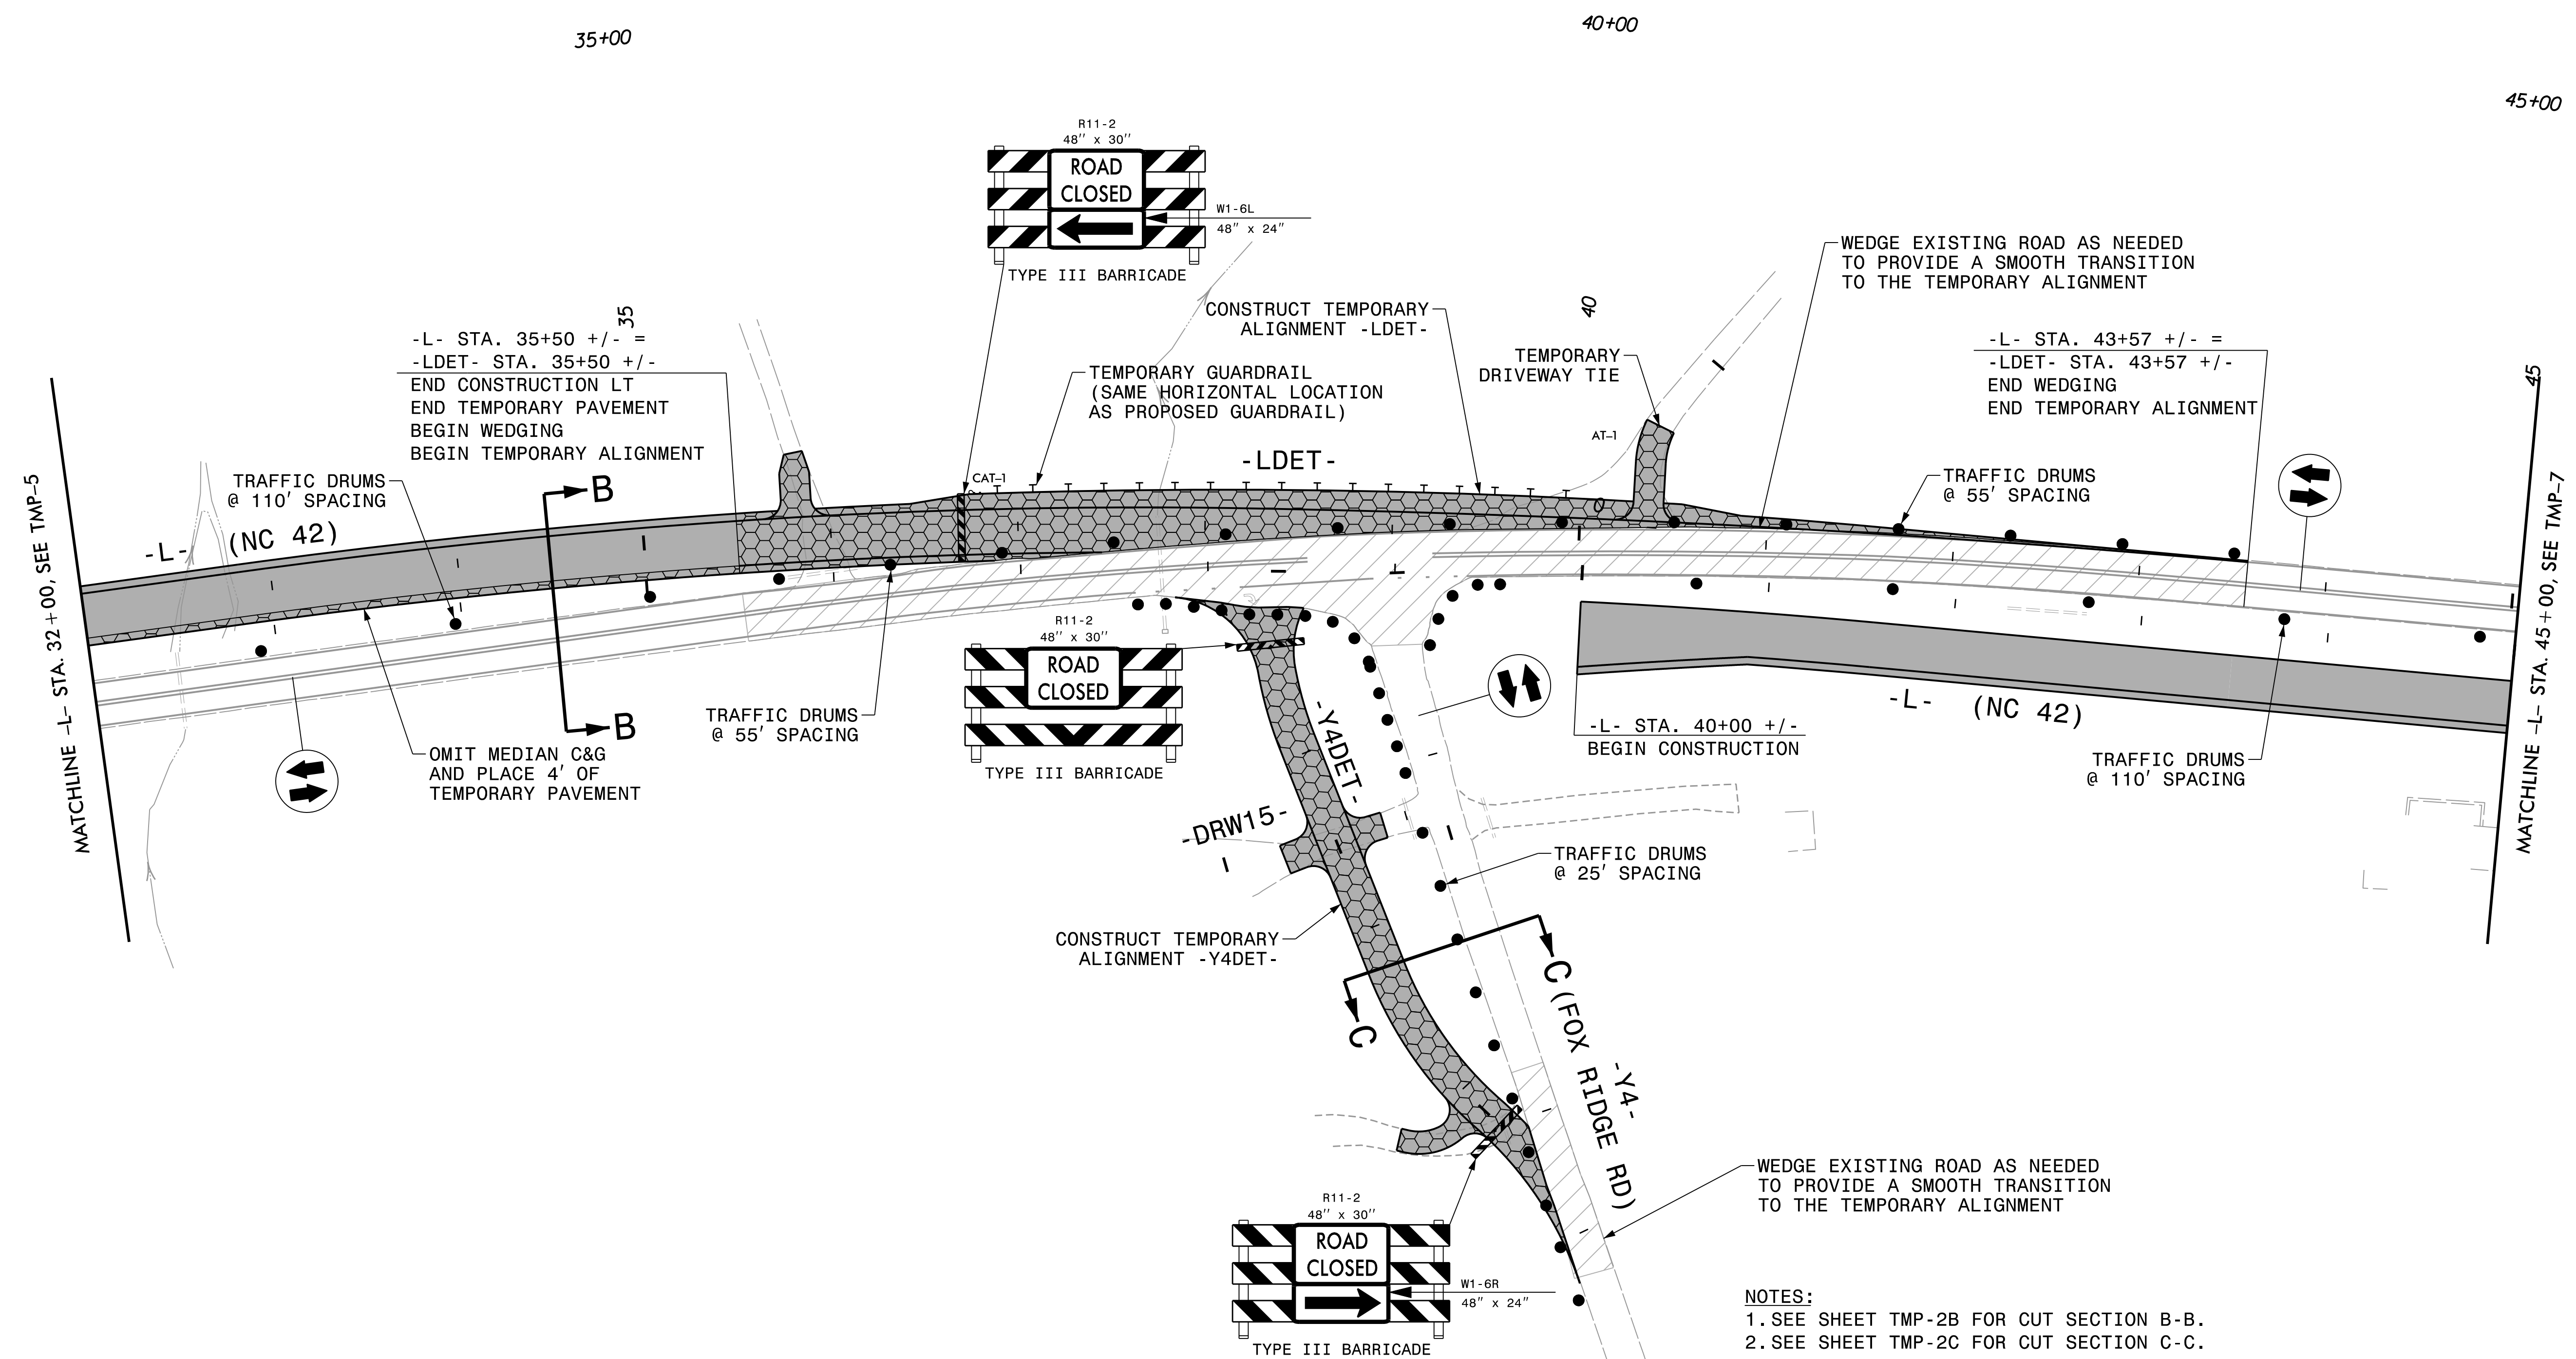 35+00
40+00
45+00
R11-2
48" x 30"
ROAD
CLOSED
W1-6L
48" x 24"
TYPE III BARRICADE
WEDGE EXISTING ROAD AS NEEDED
TO PROVIDE A SMOOTH TRANSITION
TO THE TEMPORARY ALIGNMENT
35
40
45
-L- STA. 35+50 +/- =
-LDET- STA. 35+50 +/-
END CONSTRUCTION LT
END TEMPORARY PAVEMENT
BEGIN WEDGING
BEGIN TEMPORARY ALIGNMENT
CONSTRUCT TEMPORARY
ALIGNMENT -LDET-
TEMPORARY GUARDRAIL
(SAME HORIZONTAL LOCATION
AS PROPOSED GUARDRAIL)
TEMPORARY
DRIVEWAY TIE
-L- STA. 43+57 +/- =
-LDET- STA. 43+57 +/-
END WEDGING
END TEMPORARY ALIGNMENT
MATCHLINE -L- STA. 32+00, SEE TMP-5
TRAFFIC DRUMS
@ 110' SPACING
-L- (NC 42)
B
B
CAT-1
-LDET-
AT-1
0
TRAFFIC DRUMS
@ 55' SPACING
MATCHLINE -L- STA. 45+00, SEE TMP-7
OMIT MEDIAN C&G
AND PLACE 4' OF
TEMPORARY PAVEMENT
TRAFFIC DRUMS
@ 55' SPACING
R11-2
48" x 30"
ROAD
CLOSED
TYPE III BARRICADE
-Y4DET-
-L- STA. 40+00 +/-
BEGIN CONSTRUCTION
-L- (NC 42)
TRAFFIC DRUMS
@ 110' SPACING
-DRW15-
TRAFFIC DRUMS
@ 25' SPACING
CONSTRUCT TEMPORARY
ALIGNMENT -Y4DET-
C
C
-Y4-
(FOX RIDGE RD)
WEDGE EXISTING ROAD AS NEEDED
TO PROVIDE A SMOOTH TRANSITION
TO THE TEMPORARY ALIGNMENT
R11-2
48" x 30"
ROAD
CLOSED
W1-6R
48" x 24"
TYPE III BARRICADE
NOTES:
1. SEE SHEET TMP-2B FOR CUT SECTION B-B.
2. SEE SHEET TMP-2C FOR CUT SECTION C-C.